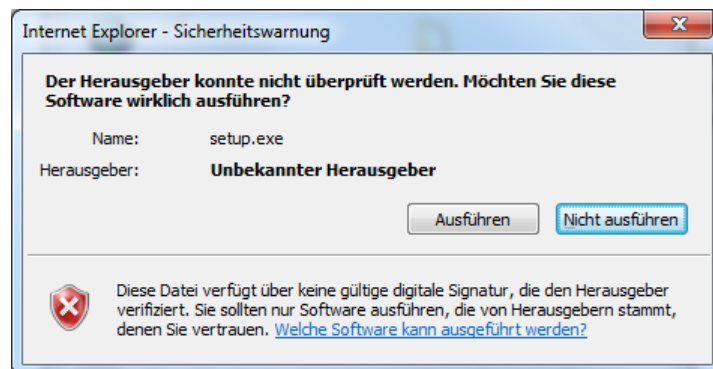 Internet Explorer - Sicherheitswarnung
Der Herausgeber konnte nicht überprüft werden. Möchten Sie diese
Software wirklich ausführen?
Name: setup.exe
Herausgeber: Unbekannter Herausgeber
Ausführen Nicht ausführen
Diese Datei verfügt über keine gültige digitale Signatur, die den Herausgeber
verifiziert. Sie sollten nur Software ausführen, die von Herausgebern stammt,
denen Sie vertrauen. Welche Software kann ausgeführt werden?